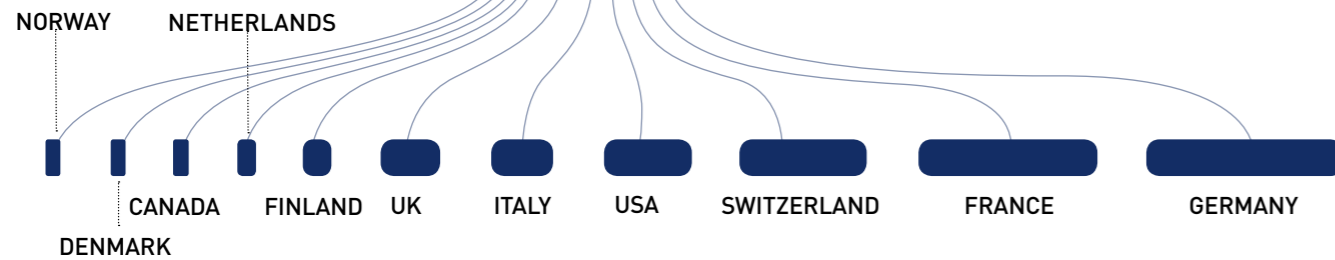 NORWAY
NETHERLANDS
CANADA
FINLAND
UK
ITALY
USA
SWITZERLAND
FRANCE
GERMANY
DENMARK